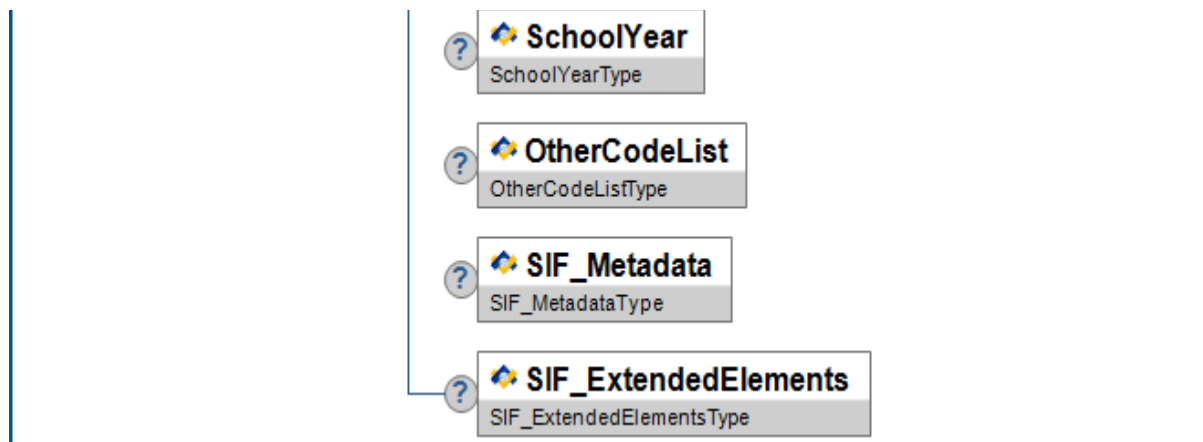 ?
SchoolYear
SchoolYearType
?
OtherCodeList
OtherCodeListType
?
SIF_Metadata
SIF_MetadataType
?
SIF_ExtendedElements
SIF_ExtendedElementsType